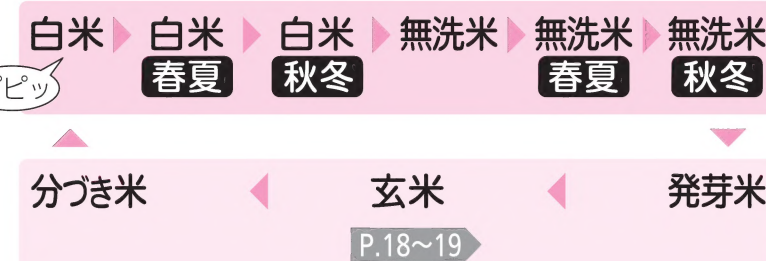 白米 白米 白米 無洗米 無洗米 無洗米
ピッ 春夏 秋冬 春夏 秋冬
分づき米 玄米 発芽米
P.18〜19